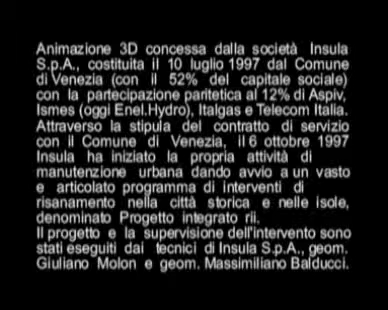 Animazione 3D concessa dalla società Insula
S.p.A., costituita il 10 luglio 1997 dal Comune
di Venezia (con il 52% del capitale sociale)
con la partecipazione paritetica al 12% di Aspiv,
Ismes (oggi Enel.Hydro), Italgas e Telecom Italia.
Attraverso la stipula del contratto di servizio
con il Comune di Venezia, il 6 ottobre 1997
Insula ha iniziato la propria attività di
manutenzione urbana dando avvio a un vasto
e articolato programma di interventi di
risanamento nella città storica e nelle isole,
denominato Progetto integrato rii.
Il progetto e la supervisione dell'intervento sono
stati eseguiti dai tecnici di Insula S.p.A., geom.
Giuliano Molon e geom. Massimiliano Balducci.